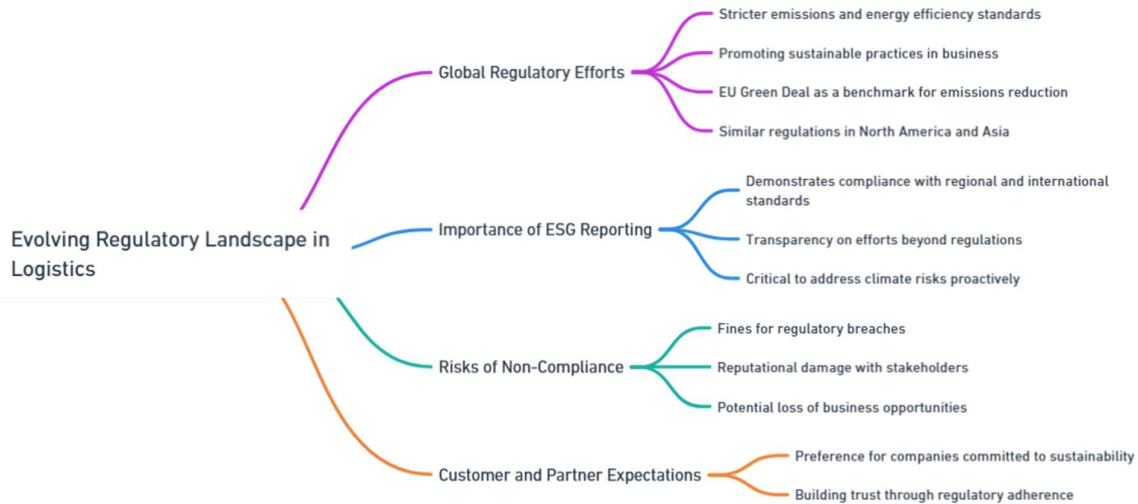 Evolving Regulatory Landscape in
Logistics
Global Regulatory Efforts
Stricter emissions and energy efficiency standards
Promoting sustainable practices in business
EU Green Deal as a benchmark for emissions reduction
Similar regulations in North America and Asia
Importance of ESG Reporting
Demonstrates compliance with regional and international
standards
Transparency on efforts beyond regulations
Critical to address climate risks proactively
Risks of Non-Compliance
Fines for regulatory breaches
Reputational damage with stakeholders
Potential loss of business opportunities
Customer and Partner Expectations
Preference for companies committed to sustainability
Building trust through regulatory adherence